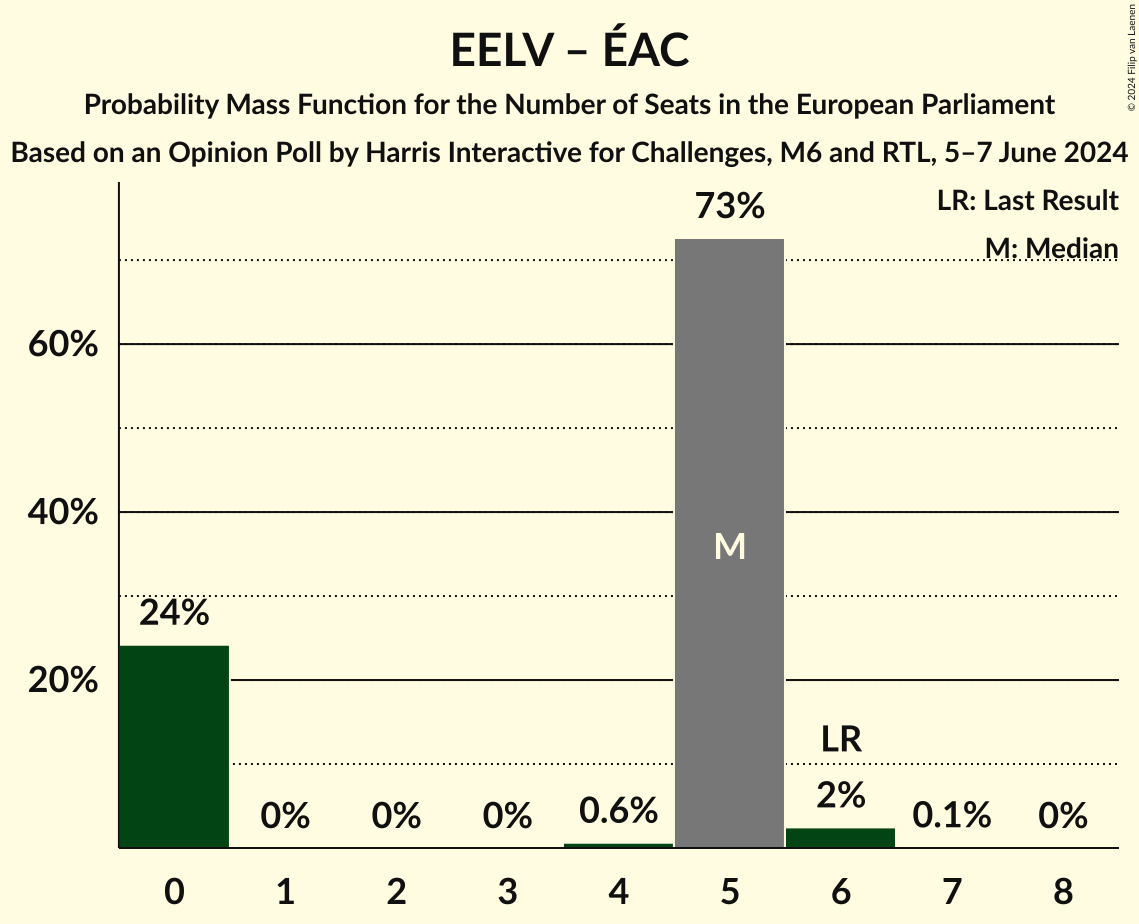 EELV – ÉAC
Probability Mass Function for the Number of Seats in the European Parliament
Based on an Opinion Poll by Harris Interactive for Challenges, M6 and RTL, 5–7 June 2024
© 2024 Filip van Laenen
LR: Last Result
M: Median
60%
40%
20%
24%
0%
0%
0%
0.6%
73%
M
LR
2%
0.1%
0%
0 1 2 3 4 5 6 7 8